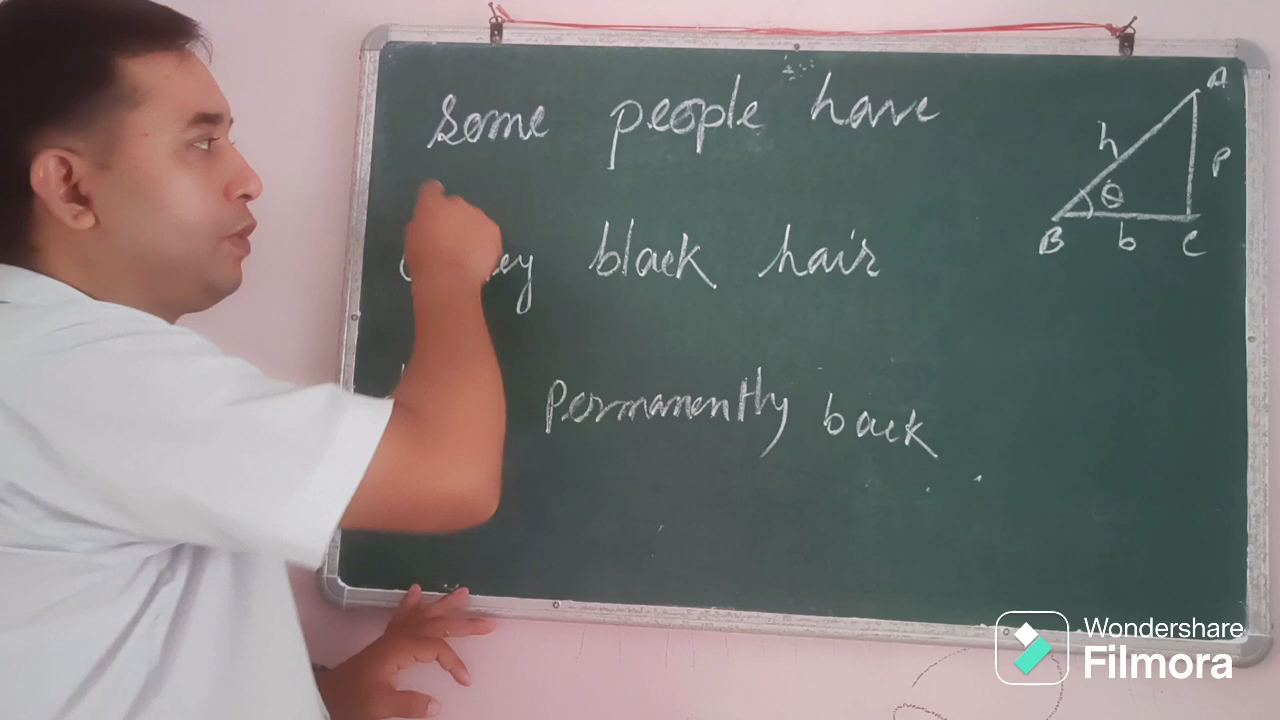 some people have
black hair
Permanently back
A
h
P
θ
B b C
Wondershare
Filmora